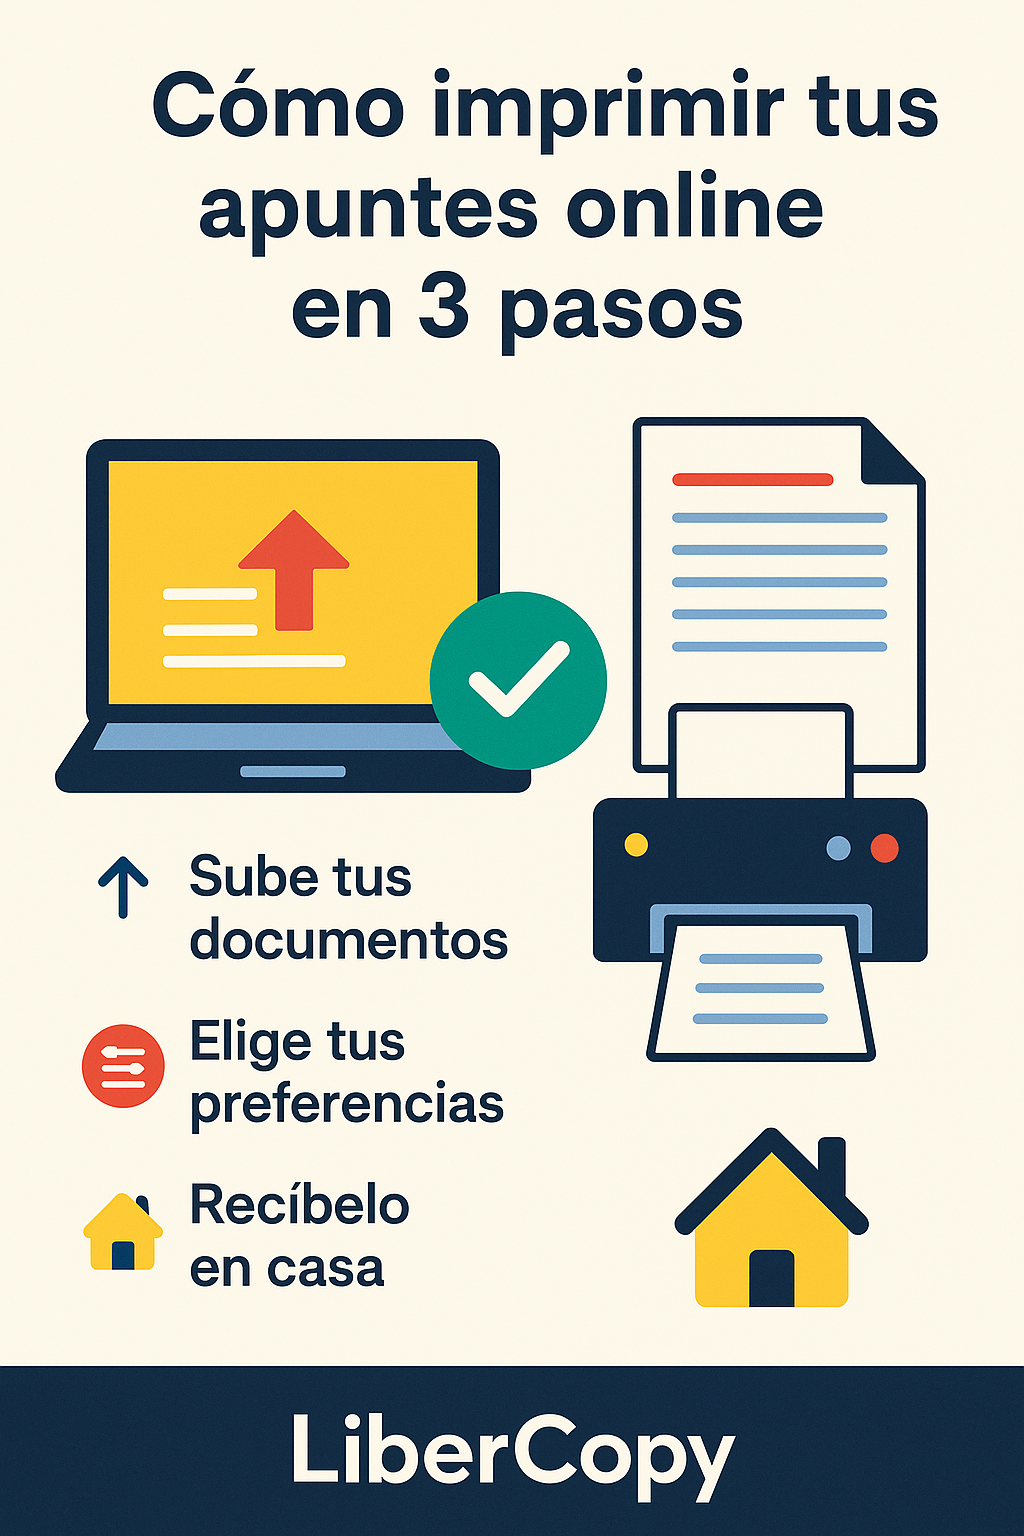 Cómo imprimir tus
apuntes online
en 3 pasos
Sube tus
documentos
Elige tus
preferencias
Recíbelo
en casa
LiberCopy